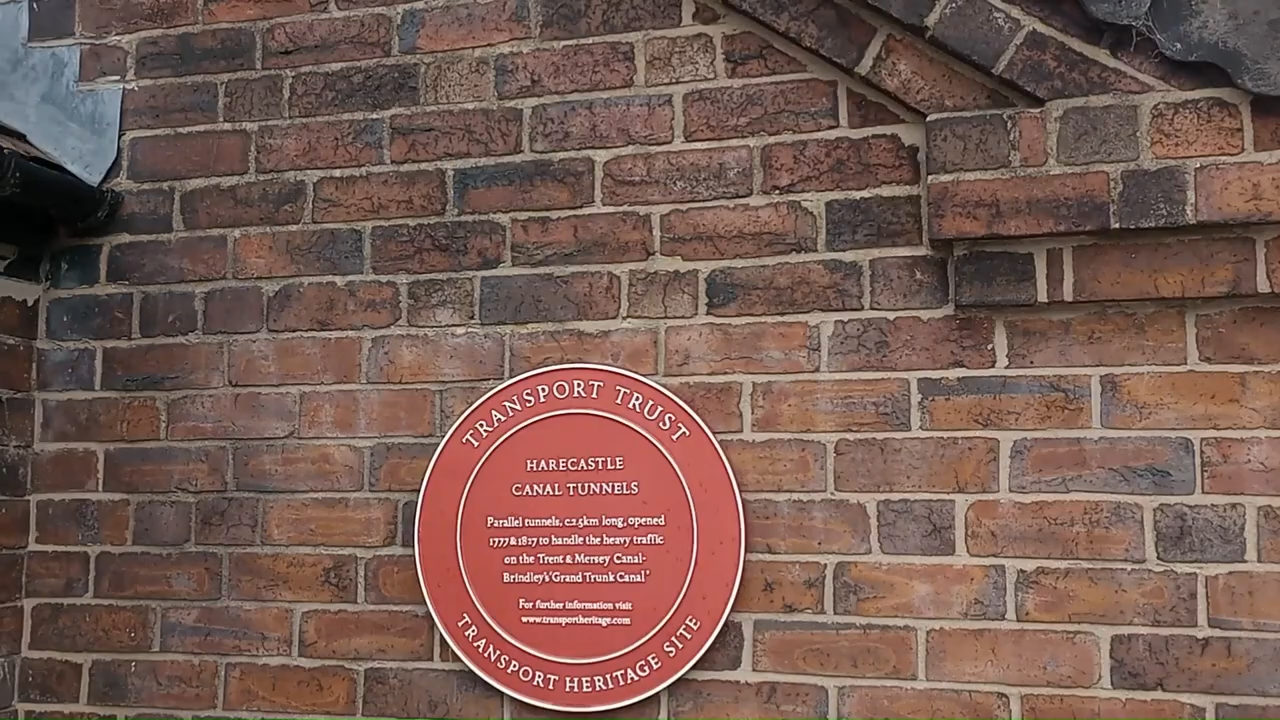 TRANSPORT TRUST
HARECASTLE
CANAL TUNNELS
Parallel tunnels, c.2.5km long, opened
1777 & 1827 to handle the heavy traffic
on the Trent & Mersey Canal-
Brindley's 'Grand Trunk Canal'
For further information visit
www.transportheritage.com
TRANSPORT HERITAGE SITE